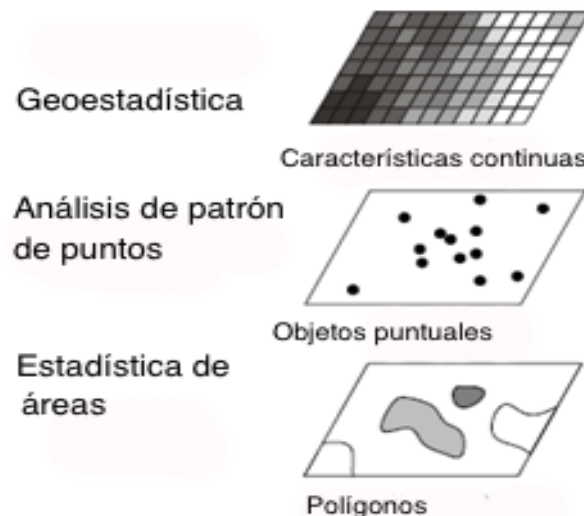 Geoestadística
Características continuas
Análisis de patrón
de puntos
Objetos puntuales
Estadística de
áreas
Polígonos